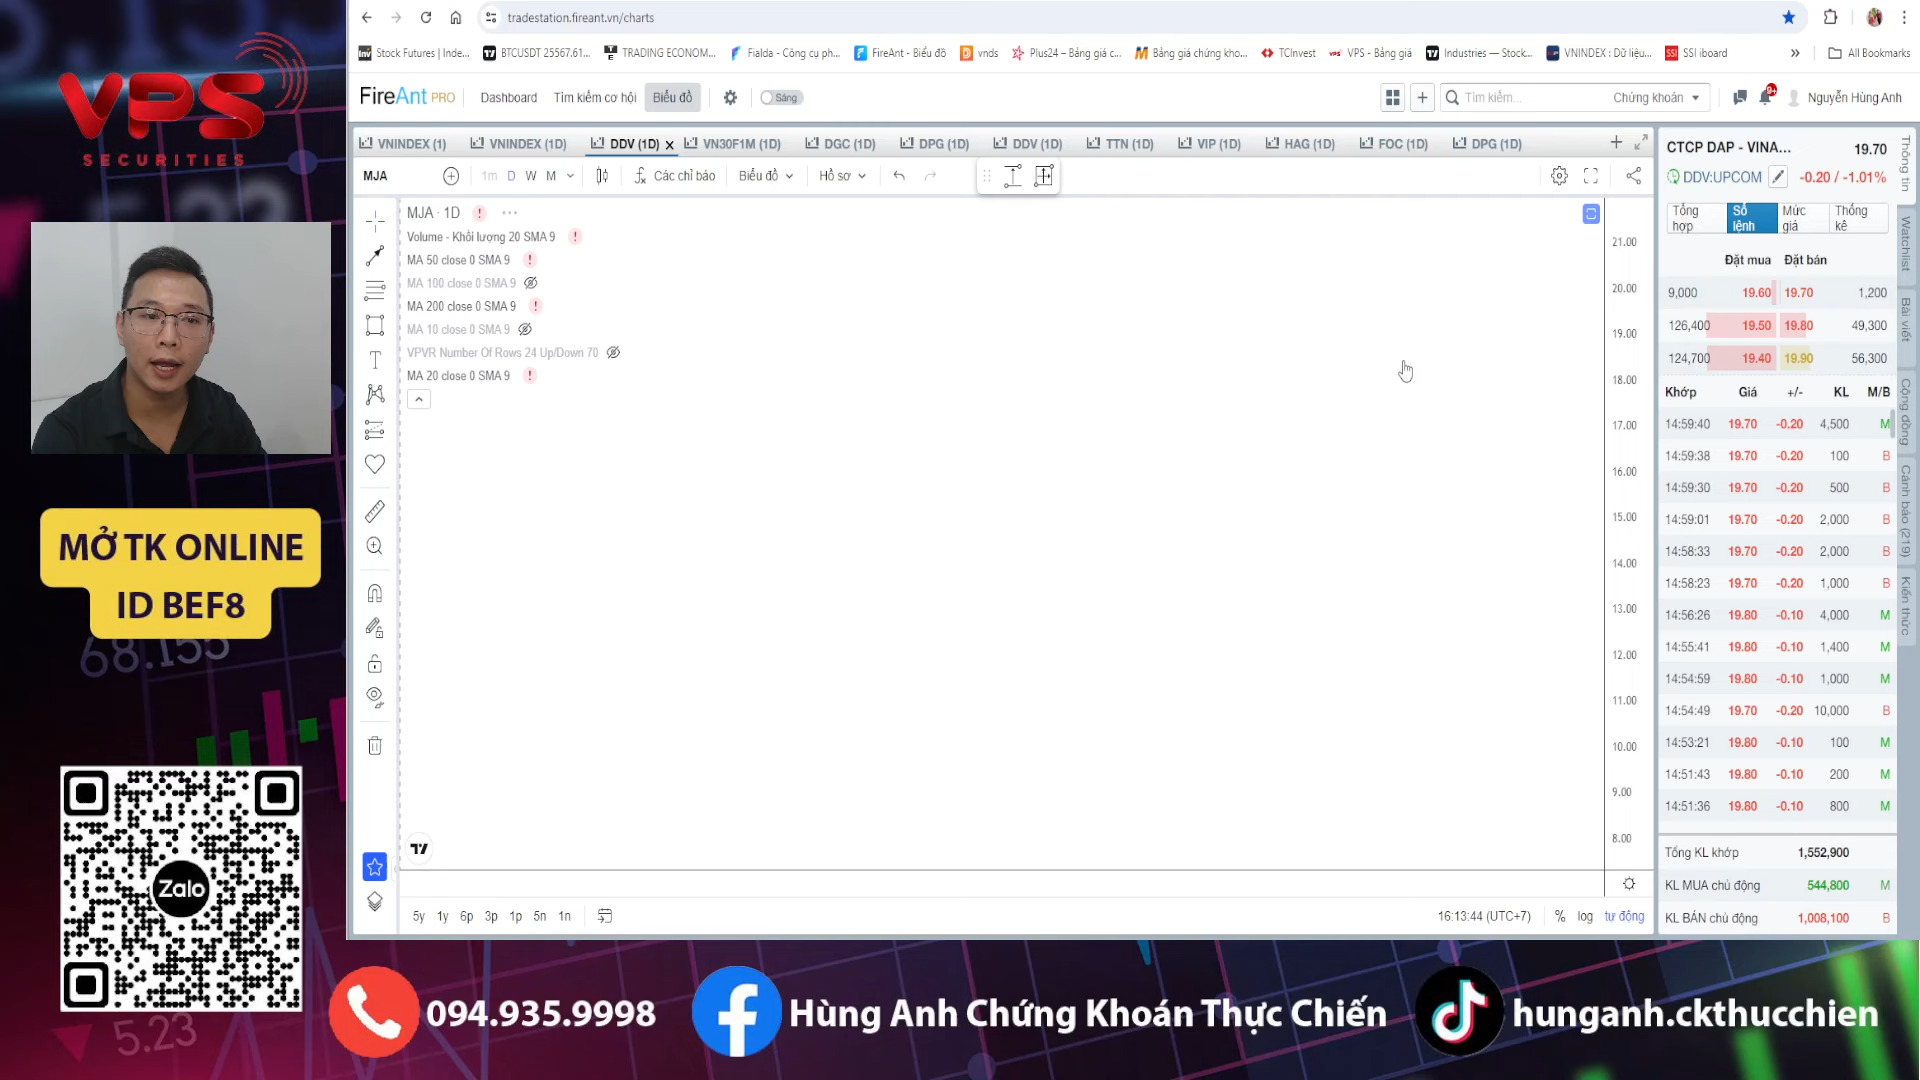 VPS
SECURITIES
MỞ TK ONLINE
ID BEF8
68.155
Zalo
5.23
tradestation.fireant.vn/charts
Stock Futures | Inde...
BTCUSDT 25567.61...
TRADING ECONOM...
Fialda - Công cụ ph...
FireAnt - Biểu đồ
vnds
Plus24 – Bảng giá c...
Bảng giá chứng kho...
TCInvest
VPS - Bảng giá
Industries — Stock...
VNINDEX : Dữ liệu...
SSI iboard
All Bookmarks
FireAnt PRO
Dashboard
Tìm kiếm cơ hội
Biểu đồ
Sáng
Tìm kiếm...
Chứng khoán
9+
Nguyễn Hùng Anh
VNINDEX (1)
VNINDEX (1D)
DDV (1D)
VN30F1M (1D)
DGC (1D)
DPG (1D)
DDV (1D)
TTN (1D)
VIP (1D)
HAG (1D)
FOC (1D)
DPG (1D)
MJA
1m D W M
Các chỉ báo
Biểu đồ
Hồ sơ
MJA · 1D
Volume - Khối lượng 20 SMA 9
MA 50 close 0 SMA 9
MA 100 close 0 SMA 9
MA 200 close 0 SMA 9
MA 10 close 0 SMA 9
VPVR Number Of Rows 24 Up/Down 70
MA 20 close 0 SMA 9
21.00
20.00
19.00
18.00
17.00
16.00
15.00
14.00
13.00
12.00
11.00
10.00
9.00
8.00
5y 1y 6p 3p 1p 5n 1n
16:13:44 (UTC+7)
% log tự động
CTCP DAP - VINA... 19.70
DDV:UPCOM -0.20 / -1.01%
Tổng hợp
Sổ lệnh
Mức giá
Thống kê
Đặt mua Đặt bán
9,000 19.60 19.70 1,200
126,400 19.50 19.80 49,300
124,700 19.40 19.90 56,300
Khớp Giá +/- KL M/B
14:59:40 19.70 -0.20 4,500 M
14:59:38 19.70 -0.20 100 B
14:59:30 19.70 -0.20 500 B
14:59:01 19.70 -0.20 2,000 B
14:58:33 19.70 -0.20 2,000 B
14:58:23 19.70 -0.20 1,000 B
14:56:26 19.80 -0.10 4,000 M
14:55:41 19.80 -0.10 1,400 M
14:54:59 19.80 -0.10 1,000 M
14:54:49 19.70 -0.20 10,000 B
14:53:21 19.80 -0.10 100 M
14:51:43 19.80 -0.10 200 M
14:51:36 19.80 -0.10 800 M
Tổng KL khớp 1,552,900
KL MUA chủ động 544,800 M
KL BÁN chủ động 1,008,100 B
Thông tin
Watchlist
Bài viết
Cộng đồng
Cảnh báo (219)
Kiến thức
094.935.9998
Hùng Anh Chứng Khoán Thực Chiến
hunganh.ckthucchien